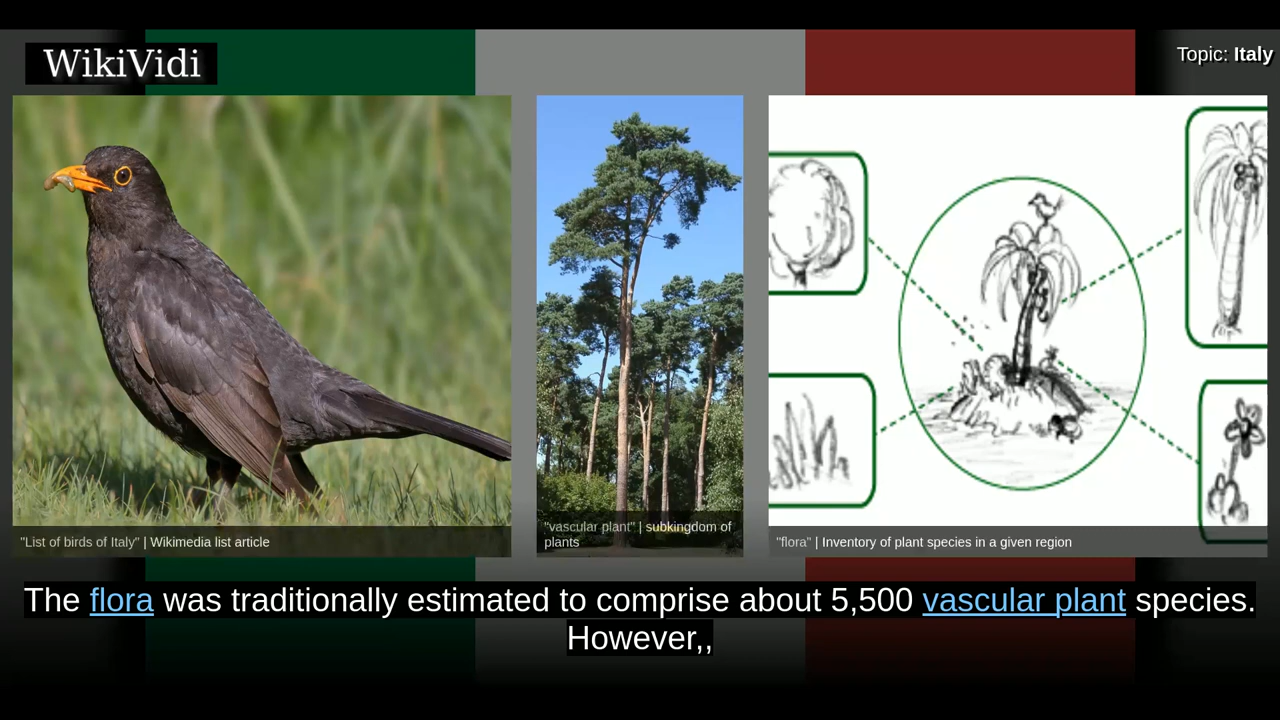 WikiVidi
Topic: Italy
"List of birds of Italy" | Wikimedia list article
"vascular plant" | subkingdom of
plants
"flora" | Inventory of plant species in a given region
The flora was traditionally estimated to comprise about 5,500 vascular plant species.
However,,